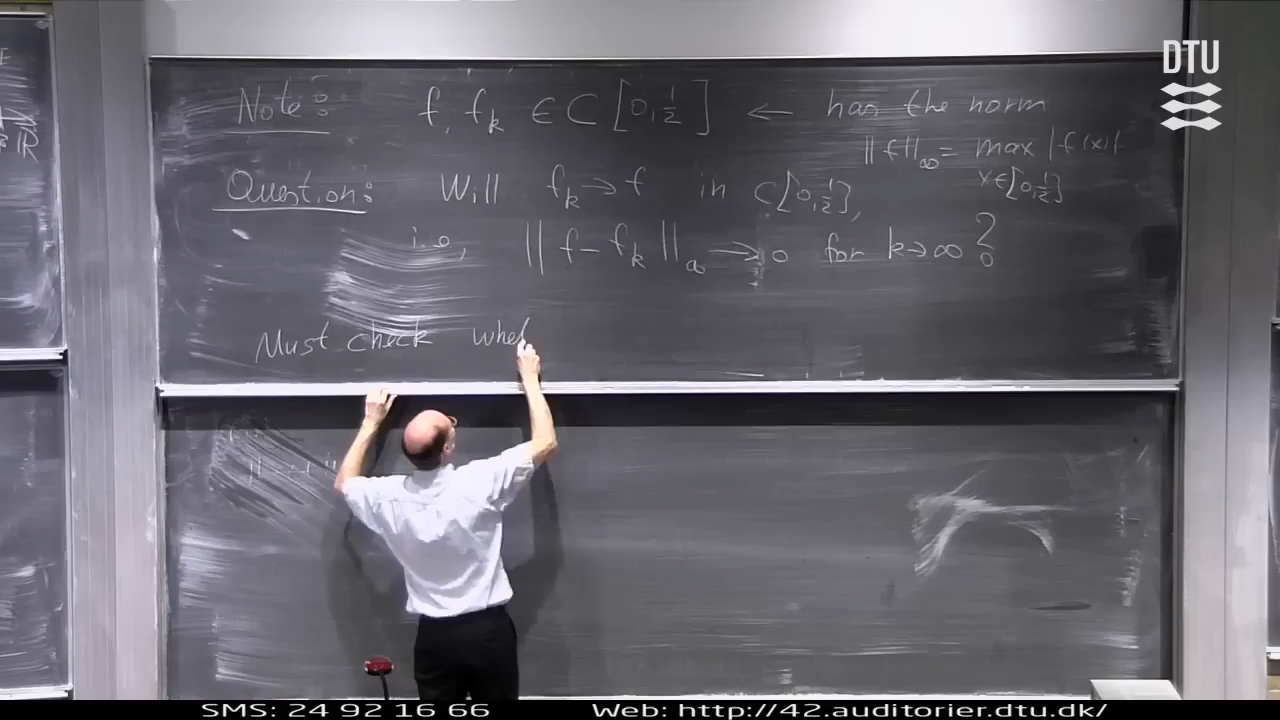 DTU
Note: f, f_k ∈ C[0,½] ← has the norm
‖f‖_∞ = max |f(x)|
x∈[0,½]
Question: Will f_k → f in C[0,½],
i.e, ‖f - f_k‖_∞ → 0 for k→∞ ?
Must check whe
SMS: 24 92 16 66 Web: http://42.auditorier.dtu.dk/